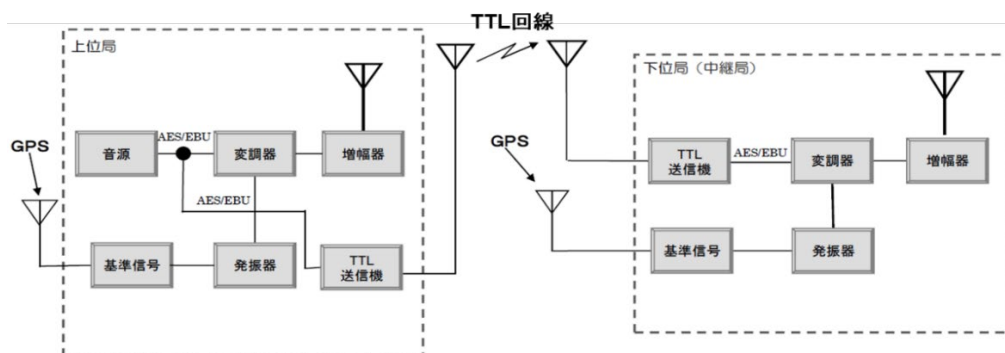 TTL回線
上位局
GPS
音源
AES/EBU
変調器
増幅器
AES/EBU
基準信号
発振器
TTL
送信機
下位局（中継局）
GPS
TTL
送信機
AES/EBU
変調器
増幅器
基準信号
発振器